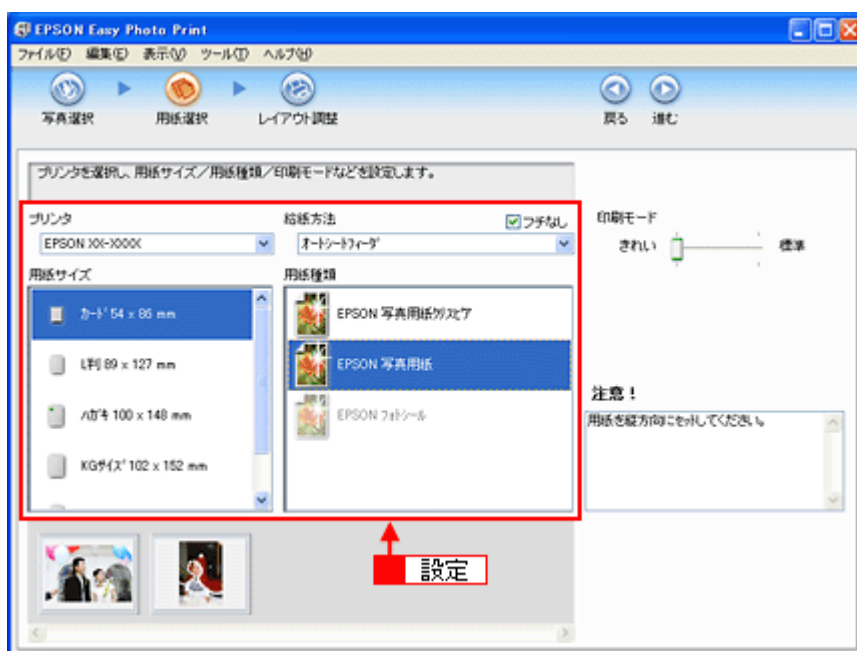 EPSON Easy Photo Print
ファイル(F) 編集(E) 表示(V) ツール(T) ヘルプ(H)
写真選択 用紙選択 レイアウト調整 戻る 進む
プリンタを選択し、用紙サイズ/用紙種類/印刷モードなどを設定します。
プリンタ
EPSON XX-XXXX
給紙方法
フチなし
オートシートフィーダ
用紙サイズ
カード 54 x 86 mm
L判 89 x 127 mm
ハガキ 100 x 148 mm
KGサイズ 102 x 152 mm
用紙種類
EPSON 写真用紙クリスピア
EPSON 写真用紙
EPSON フォトシール
印刷モード
きれい 標準
注意!
用紙を縦方向にセットしてください。
設定